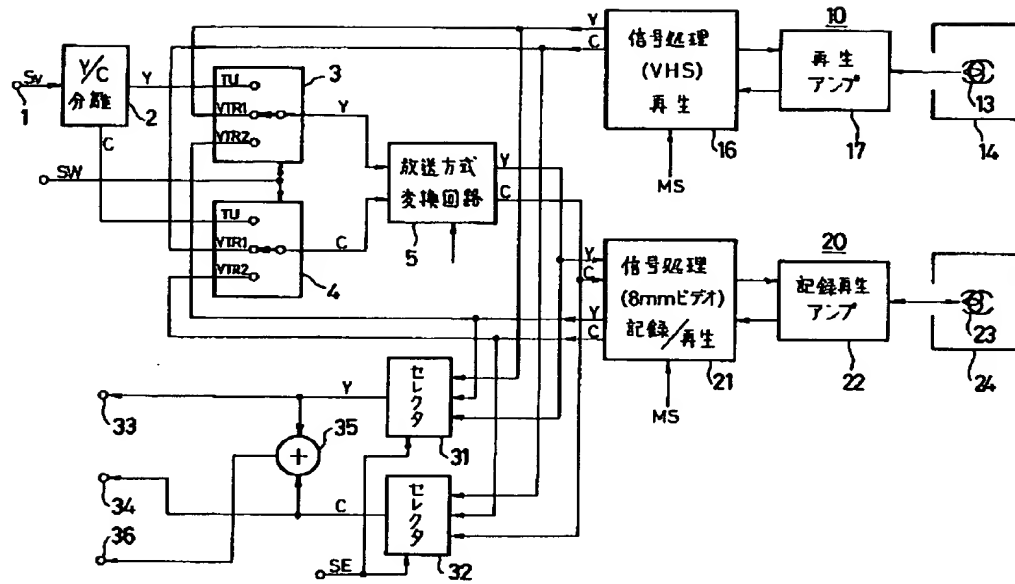 Sv
1
Y/C
分離
2
Y
C
SW
TU
VTR1
VTR2
3
Y
TU
VTR1
VTR2
4
C
放送方式
変換回路
5
Y
C
Y
C
信号処理
(VHS)
再生
16
MS
10
再生
アンプ
17
13
14
Y
C
Y
C
信号処理
(8mmビデオ)
記録/再生
21
MS
20
記録再生
アンプ
22
23
24
33
34
36
35
+
Y
セレクタ
31
C
セレクタ
32
SE